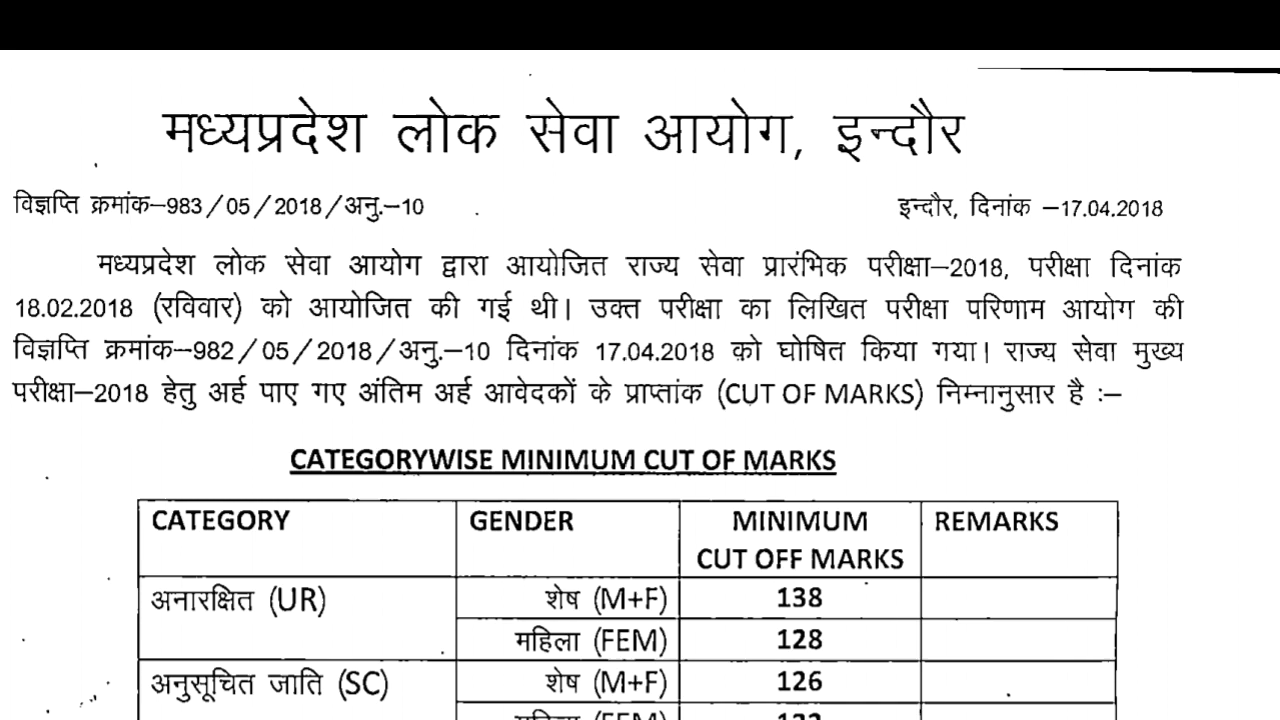 मध्यप्रदेश लोक सेवा आयोग, इन्दौर
विज्ञप्ति क्रमांक–983/05/2018/अनु.–10 इन्दौर, दिनांक –17.04.2018
मध्यप्रदेश लोक सेवा आयोग द्वारा आयोजित राज्य सेवा प्रारंभिक परीक्षा–2018, परीक्षा दिनांक
18.02.2018 (रविवार) को आयोजित की गई थी। उक्त परीक्षा का लिखित परीक्षा परिणाम आयोग की
विज्ञप्ति क्रमांक–982/05/2018/अनु.–10 दिनांक 17.04.2018 को घोषित किया गया। राज्य सेवा मुख्य
परीक्षा–2018 हेतु अर्ह पाए गए अंतिम अर्ह आवेदकों के प्राप्तांक (CUT OF MARKS) निम्नानुसार है :–
CATEGORYWISE MINIMUM CUT OF MARKS
CATEGORY GENDER MINIMUM REMARKS
CUT OFF MARKS
अनारक्षित (UR) शेष (M+F) 138
महिला (FEM) 128
अनुसूचित जाति (SC) शेष (M+F) 126